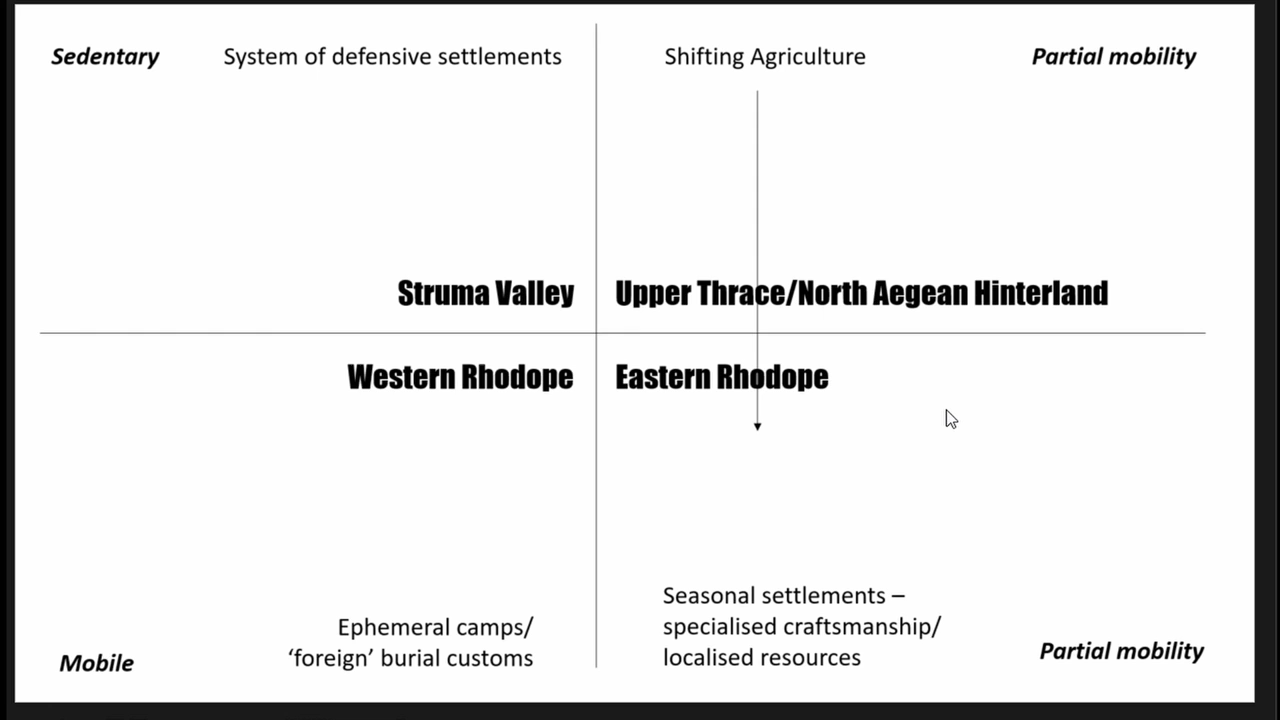 Sedentary
System of defensive settlements
Shifting Agriculture
Partial mobility
Struma Valley
Upper Thrace/North Aegean Hinterland
Western Rhodope
Eastern Rhodope
Ephemeral camps/
‘foreign’ burial customs
Mobile
Seasonal settlements –
specialised craftsmanship/
localised resources
Partial mobility